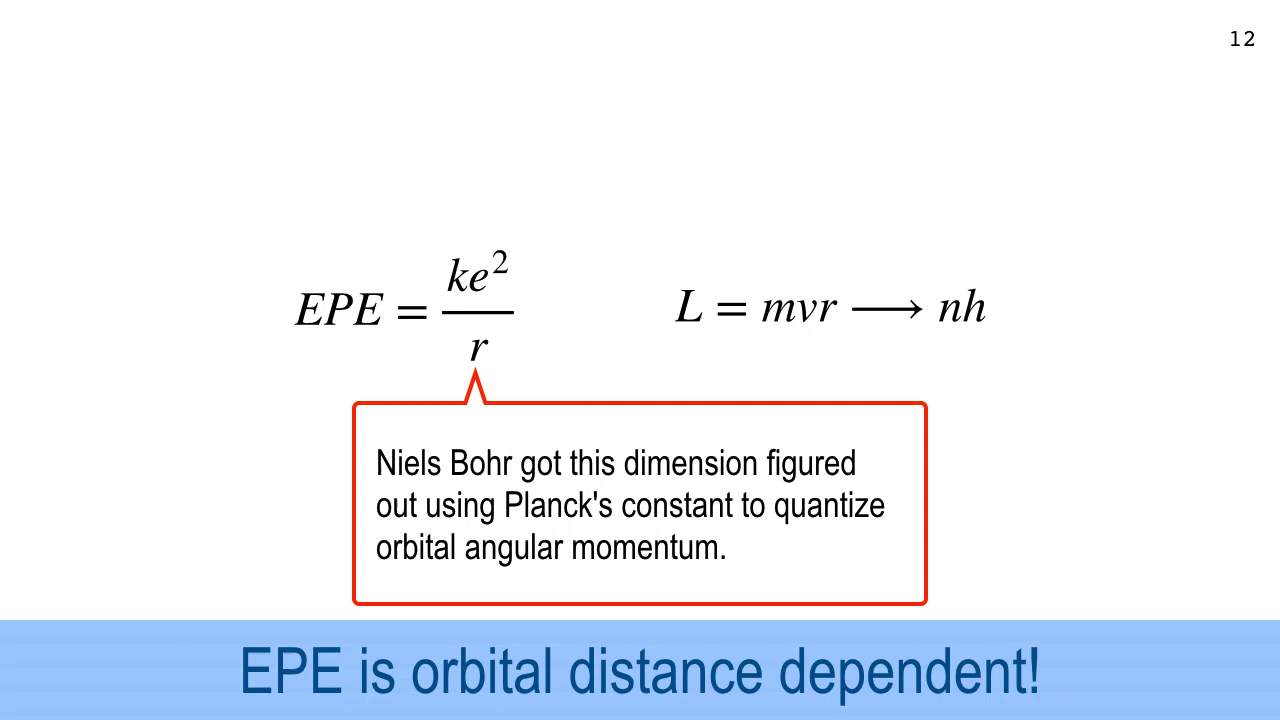 12
EPE = ke²/r
L = mvr ⟶ nh
Niels Bohr got this dimension figured
out using Planck's constant to quantize
orbital angular momentum.
EPE is orbital distance dependent!